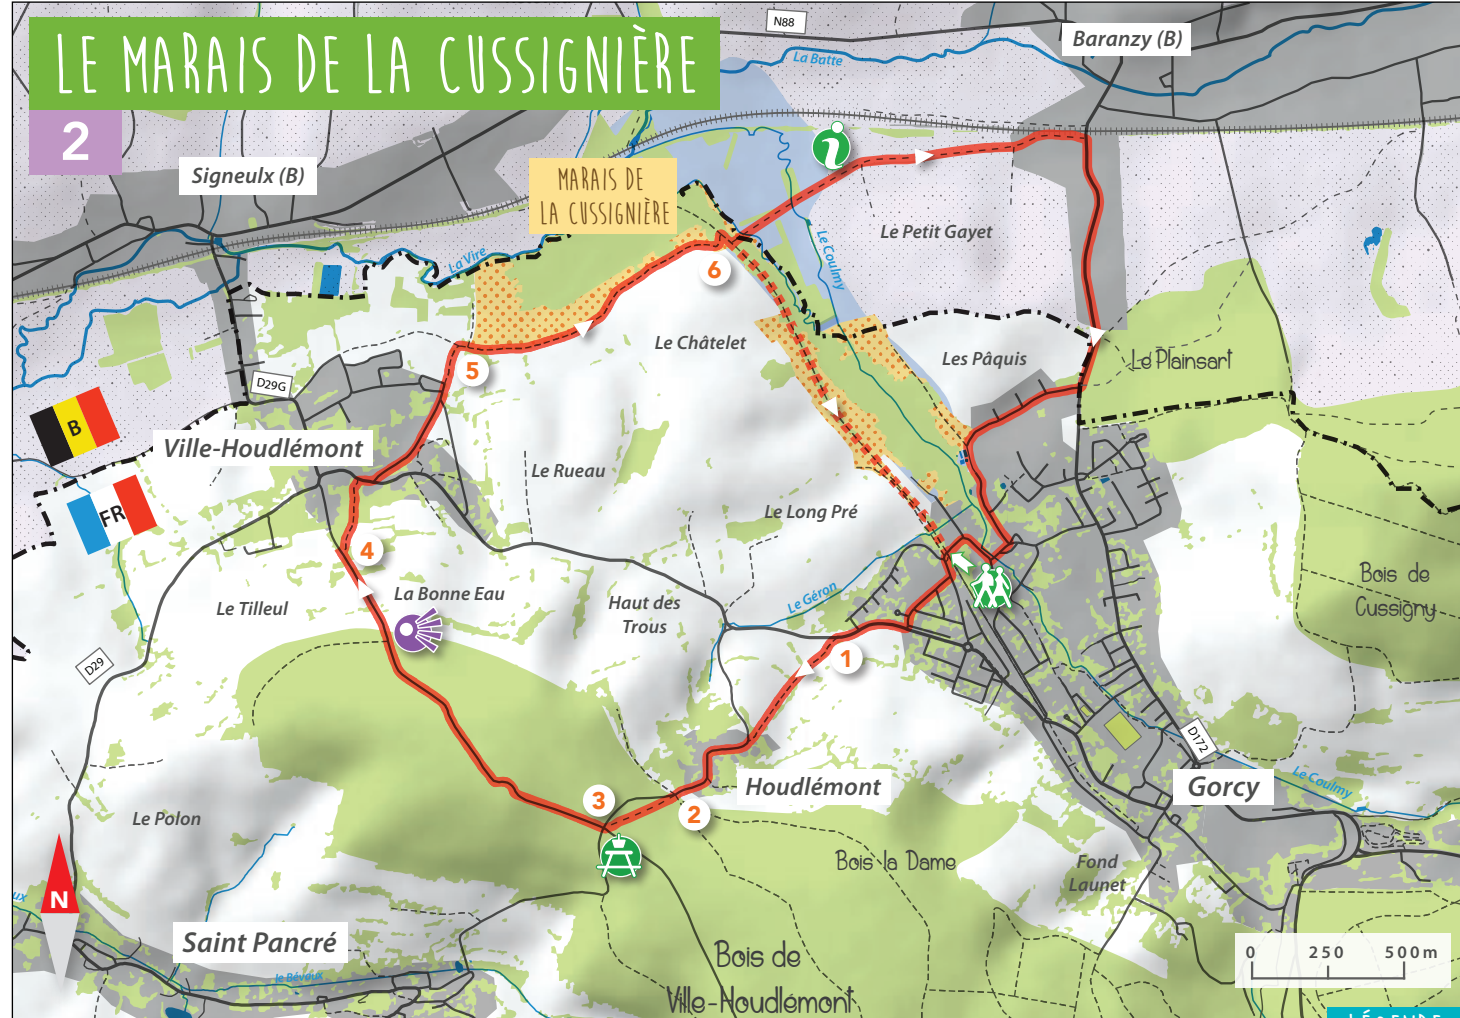 LE MARAIS DE LA CUSSIGNIÈRE
2
N88
Baranzy (B)
La Batte
Signeulx (B)
MARAIS DE
LA CUSSIGNIÈRE
Le Petit Gayet
La Vire
Le Coulmy
6
Le Châtelet
Les Pâquis
Le Plainsart
5
D29G
B
Ville-Houdlémont
Le Rueau
FR
Le Long Pré
4
La Bonne Eau
Le Tilleul
Haut des
Trous
Le Géron
Bois de
Cussigny
1
D29
D172
Houdlémont
Gorcy
Le Coulmy
3
2
Le Polon
Bois la Dame
Fond
Launet
N
ux
Saint Pancré
Bois de
Ville-Houdlémont
le Bévaux
0 250 500 m
LÉGENDE